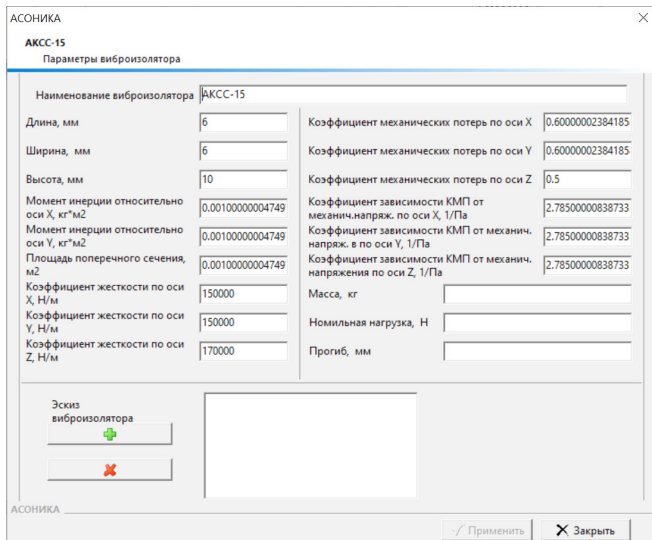 АСОНИКА
АКСС-15
Параметры виброизолятора
Наименование виброизолятора АКСС-15
Длина, мм 6
Ширина, мм 6
Высота, мм 10
Момент инерции относительно
оси X, кг*м2 0.00100000004749
Момент инерции относительно
оси Y, кг*м2 0.00100000004749
Площадь поперечного сечения,
м2 0.00100000004749
Коэффициент жесткости по оси
X, Н/м 150000
Коэффициент жесткости по оси
Y, Н/м 150000
Коэффициент жесткости по оси
Z, Н/м 170000
Коэффициент механических потерь по оси X 0.60000002384185
Коэффициент механических потерь по оси Y 0.60000002384185
Коэффициент механических потерь по оси Z 0.5
Коэффициент зависимости КМП от
механич.напряж. по оси X, 1/Па 2.78500000838733
Коэффициент зависимости КМП от механич.
напряж. в по оси Y, 1/Па 2.78500000838733
Коэффициент зависимости КМП от механич.
напряжения по оси Z, 1/Па 2.78500000838733
Масса, кг
Номильная нагрузка, Н
Прогиб, мм
Эскиз
виброизолятора
АСОНИКА
Применить
Закрыть